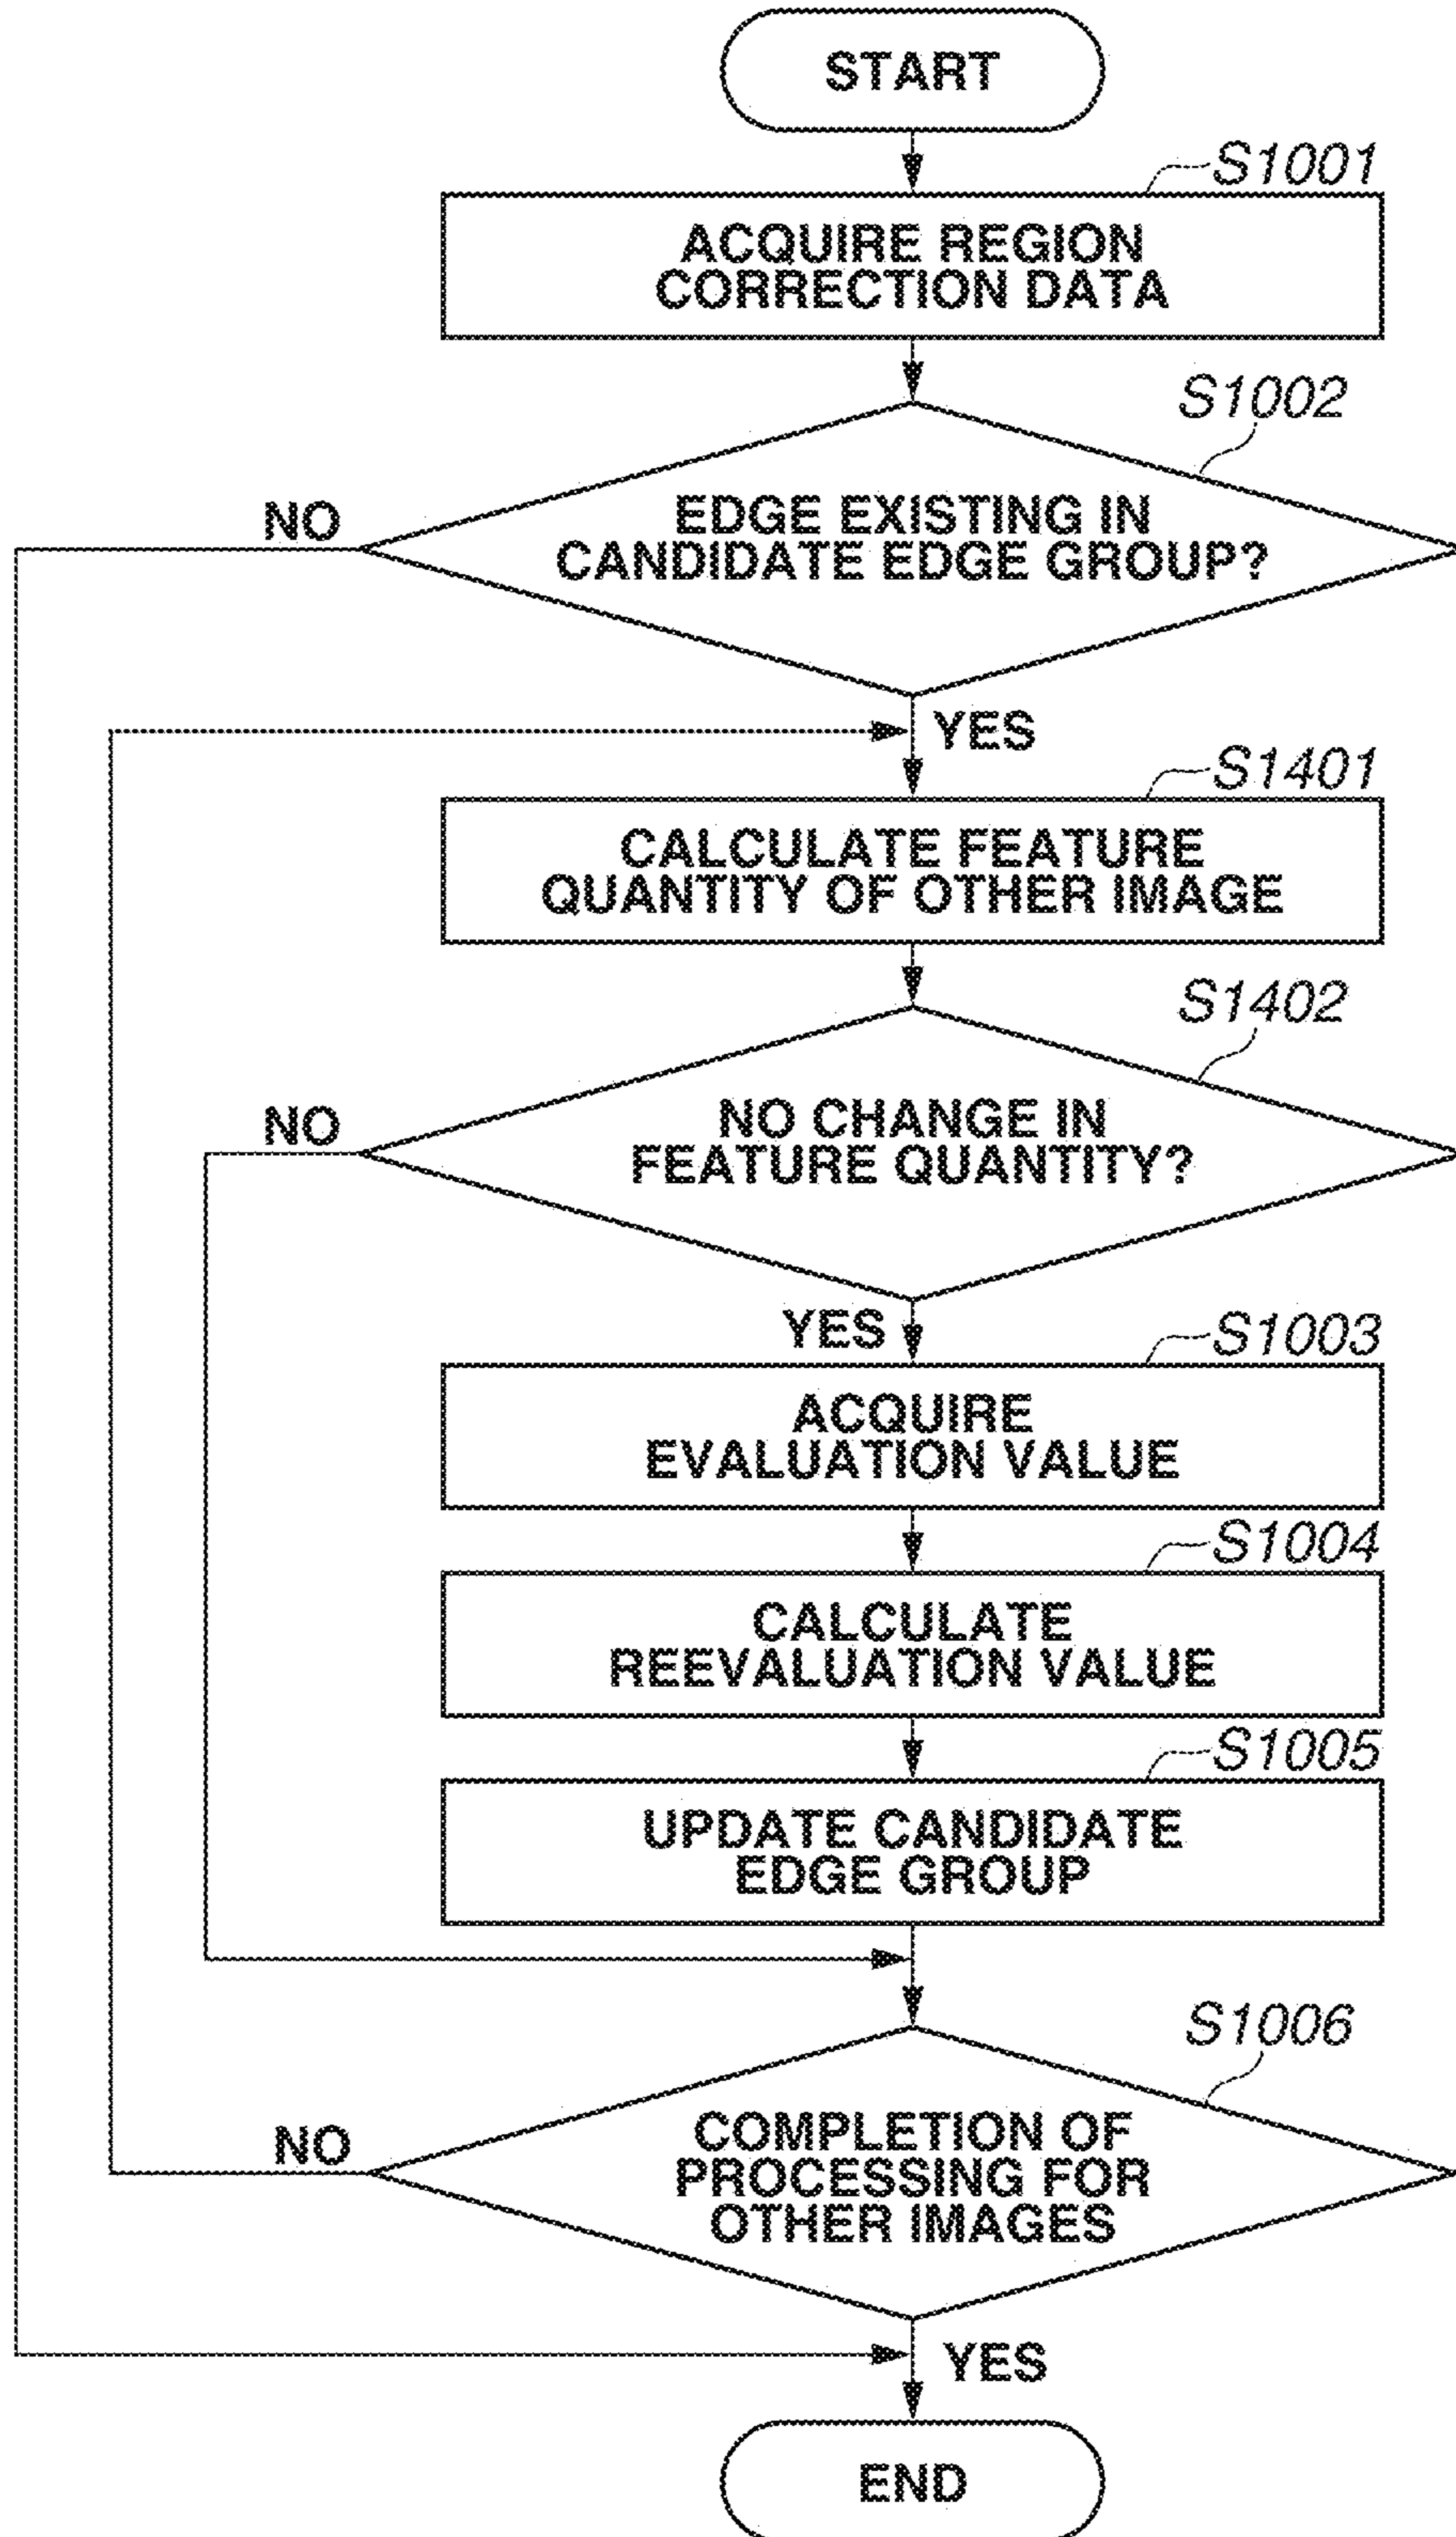 START
S1001
ACQUIRE REGION
CORRECTION DATA
S1002
NO
EDGE EXISTING IN
CANDIDATE EDGE GROUP?
YES
S1401
CALCULATE FEATURE
QUANTITY OF OTHER IMAGE
S1402
NO
NO CHANGE IN
FEATURE QUANTITY?
YES
S1003
ACQUIRE
EVALUATION VALUE
S1004
CALCULATE
REEVALUATION VALUE
S1005
UPDATE CANDIDATE
EDGE GROUP
S1006
NO
COMPLETION OF
PROCESSING FOR
OTHER IMAGES
YES
END